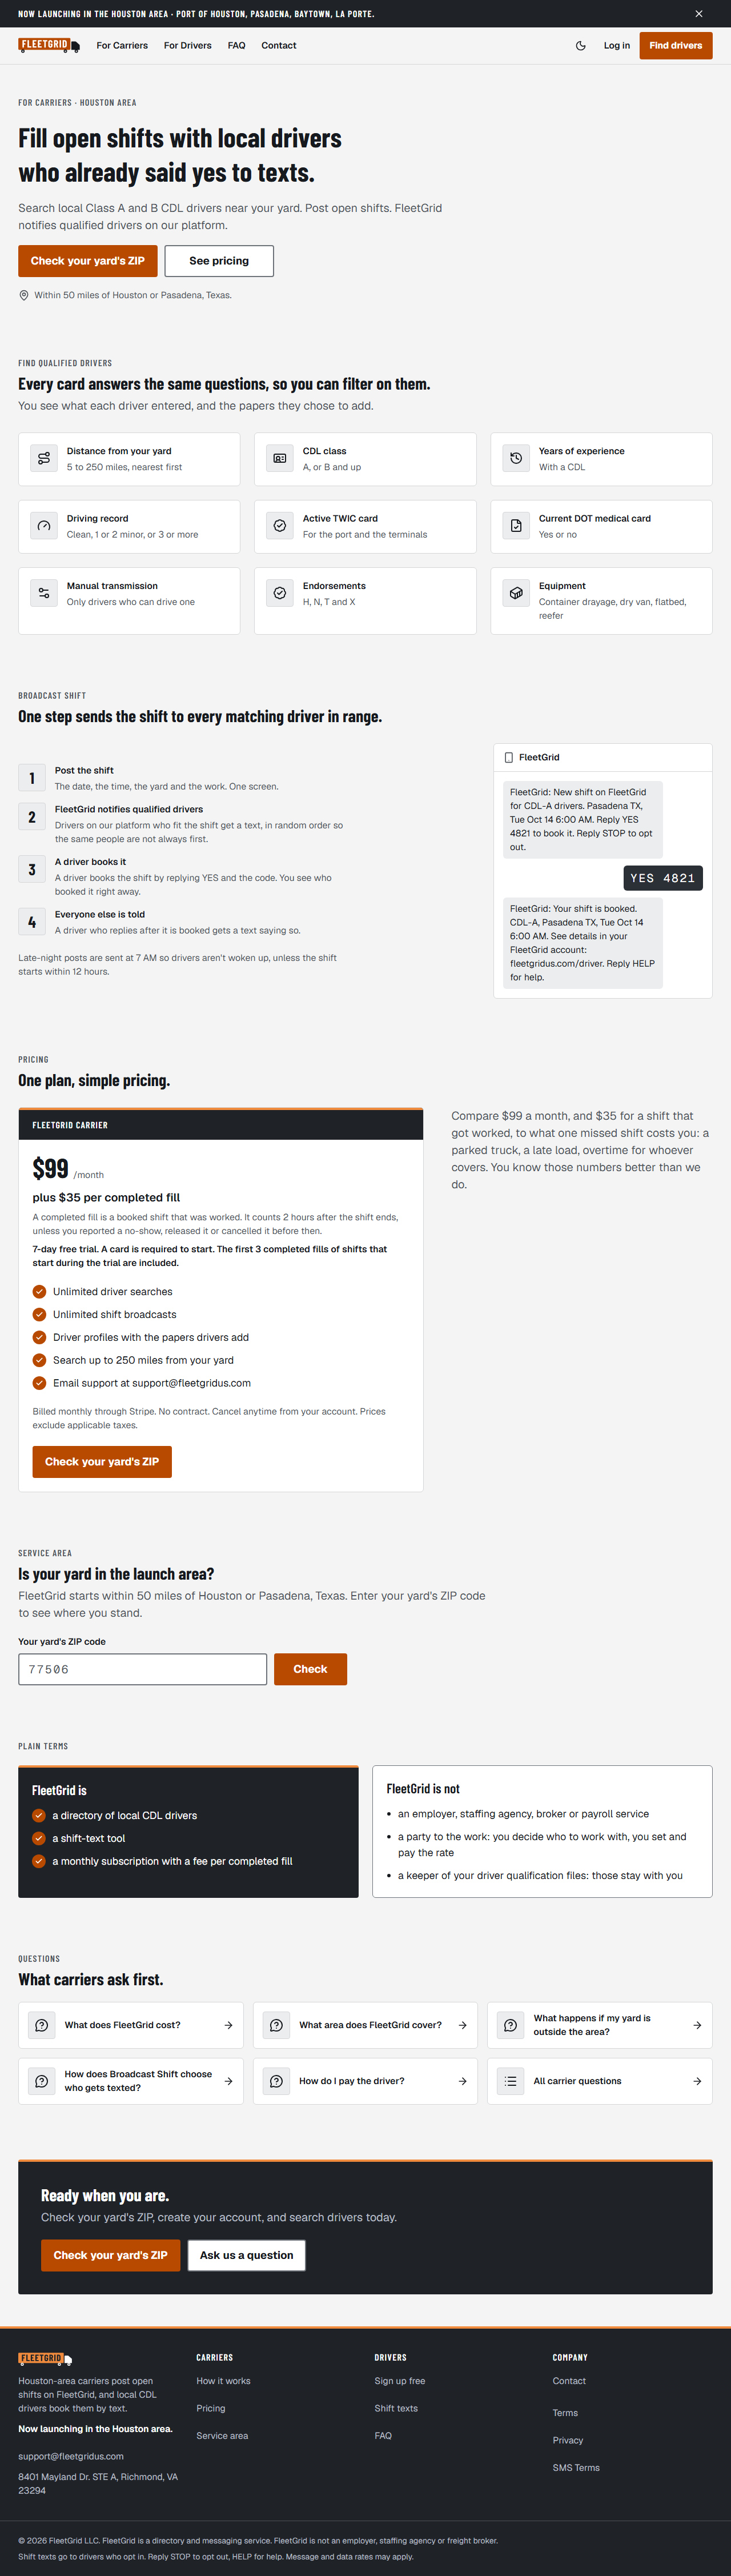 NOW LAUNCHING IN THE HOUSTON AREA · PORT OF HOUSTON, PASADENA, BAYTOWN, LA PORTE.
FLEETGRID
For Carriers
For Drivers
FAQ
Contact
Log in
Find drivers
FOR CARRIERS · HOUSTON AREA
Fill open shifts with local drivers
who already said yes to texts.
Search local Class A and B CDL drivers near your yard. Post open shifts. FleetGrid
notifies qualified drivers on our platform.
Check your yard's ZIP
See pricing
Within 50 miles of Houston or Pasadena, Texas.
FIND QUALIFIED DRIVERS
Every card answers the same questions, so you can filter on them.
You see what each driver entered, and the papers they chose to add.
Distance from your yard
5 to 250 miles, nearest first
CDL class
A, or B and up
Years of experience
With a CDL
Driving record
Clean, 1 or 2 minor, or 3 or more
Active TWIC card
For the port and the terminals
Current DOT medical card
Yes or no
Manual transmission
Only drivers who can drive one
Endorsements
H, N, T and X
Equipment
Container drayage, dry van, flatbed,
reefer
BROADCAST SHIFT
One step sends the shift to every matching driver in range.
1
Post the shift
The date, the time, the yard and the work. One screen.
2
FleetGrid notifies qualified drivers
Drivers on our platform who fit the shift get a text, in random order so
the same people are not always first.
3
A driver books it
A driver books the shift by replying YES and the code. You see who
booked it right away.
4
Everyone else is told
A driver who replies after it is booked gets a text saying so.
Late-night posts are sent at 7 AM so drivers aren't woken up, unless the shift
starts within 12 hours.
FleetGrid
FleetGrid: New shift on FleetGrid
for CDL-A drivers. Pasadena TX,
Tue Oct 14 6:00 AM. Reply YES
4821 to book it. Reply STOP to opt
out.
YES 4821
FleetGrid: Your shift is booked.
CDL-A, Pasadena TX, Tue Oct 14
6:00 AM. See details in your
FleetGrid account:
fleetgridus.com/driver. Reply HELP
for help.
PRICING
One plan, simple pricing.
FLEETGRID CARRIER
$99 /month
plus $35 per completed fill
A completed fill is a booked shift that was worked. It counts 2 hours after the shift ends,
unless you reported a no-show, released it or cancelled it before then.
7-day free trial. A card is required to start. The first 3 completed fills of shifts that
start during the trial are included.
Unlimited driver searches
Unlimited shift broadcasts
Driver profiles with the papers drivers add
Search up to 250 miles from your yard
Email support at support@fleetgridus.com
Billed monthly through Stripe. No contract. Cancel anytime from your account. Prices
exclude applicable taxes.
Check your yard's ZIP
Compare $99 a month, and $35 for a shift that
got worked, to what one missed shift costs you: a
parked truck, a late load, overtime for whoever
covers. You know those numbers better than we
do.
SERVICE AREA
Is your yard in the launch area?
FleetGrid starts within 50 miles of Houston or Pasadena, Texas. Enter your yard's ZIP code
to see where you stand.
Your yard's ZIP code
77506
Check
PLAIN TERMS
FleetGrid is
a directory of local CDL drivers
a shift-text tool
a monthly subscription with a fee per completed fill
FleetGrid is not
an employer, staffing agency, broker or payroll service
a party to the work: you decide who to work with, you set and
pay the rate
a keeper of your driver qualification files: those stay with you
QUESTIONS
What carriers ask first.
What does FleetGrid cost?
What area does FleetGrid cover?
What happens if my yard is
outside the area?
How does Broadcast Shift choose
who gets texted?
How do I pay the driver?
All carrier questions
Ready when you are.
Check your yard's ZIP, create your account, and search drivers today.
Check your yard's ZIP
Ask us a question
FLEETGRID
Houston-area carriers post open
shifts on FleetGrid, and local CDL
drivers book them by text.
Now launching in the Houston area.
support@fleetgridus.com
8401 Mayland Dr. STE A, Richmond, VA
23294
CARRIERS
How it works
Pricing
Service area
DRIVERS
Sign up free
Shift texts
FAQ
COMPANY
Contact
Terms
Privacy
SMS Terms
© 2026 FleetGrid LLC. FleetGrid is a directory and messaging service. FleetGrid is not an employer, staffing agency or freight broker.
Shift texts go to drivers who opt in. Reply STOP to opt out, HELP for help. Message and data rates may apply.